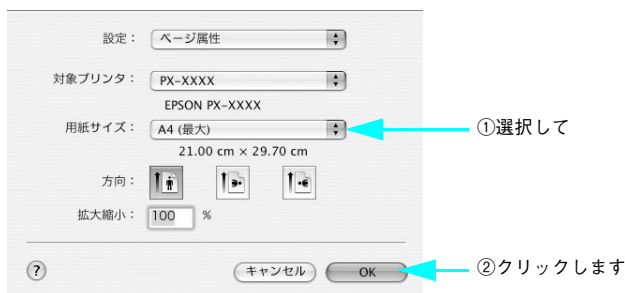 設定： ページ属性
対象プリンタ： PX-XXXX
EPSON PX-XXXX
用紙サイズ： A4 (最大) ①選択して
21.00 cm × 29.70 cm
方向：
拡大縮小： 100 %
? キャンセル OK ②クリックします